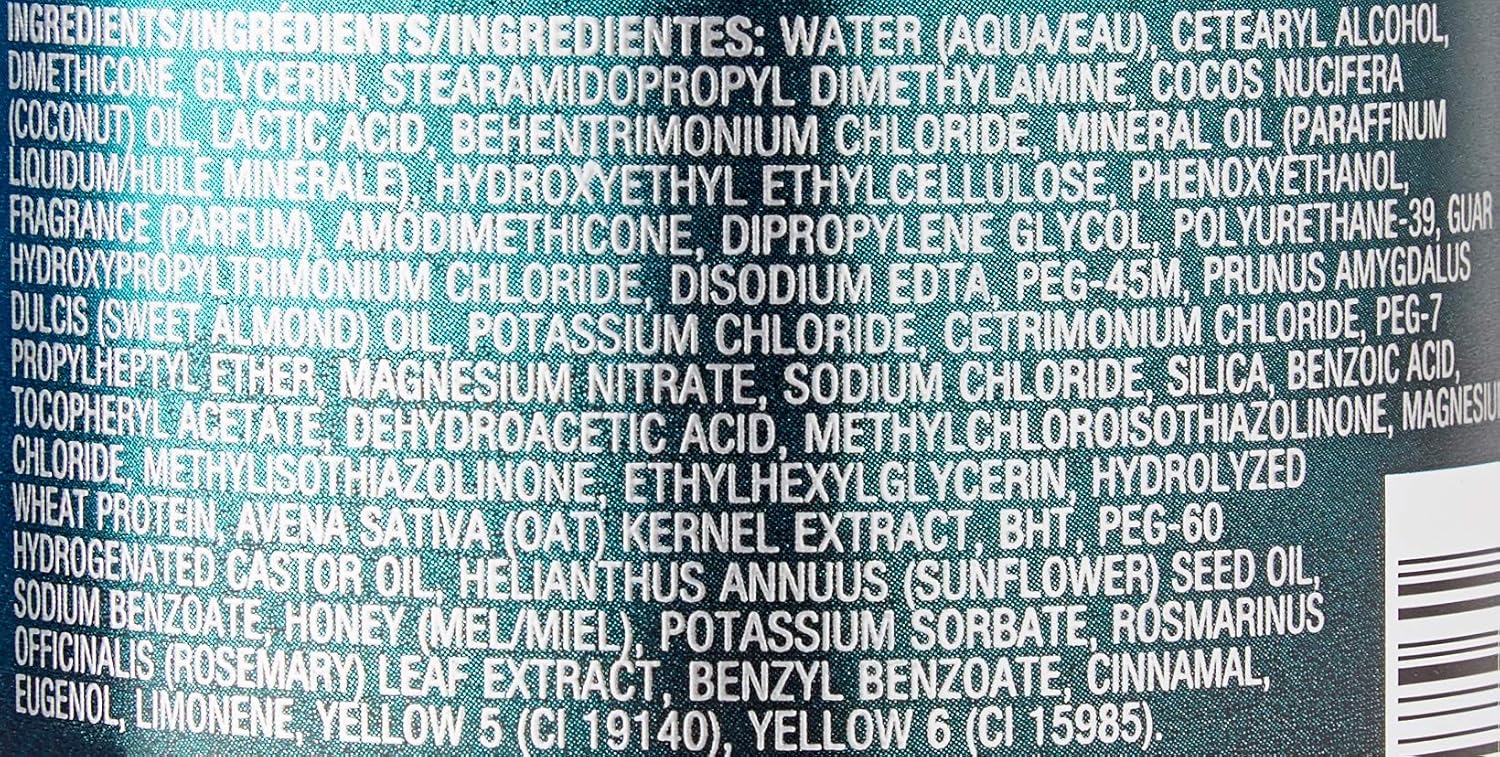 INGREDIENTS/INGRÉDIENTS/INGREDIENTES: WATER (AQUA/EAU), CETEARYL ALCOHOL,
DIMETHICONE, GLYCERIN, STEARAMIDOPROPYL DIMETHYLAMINE, COCOS NUCIFERA
(COCONUT) OIL, LACTIC ACID, BEHENTRIMONIUM CHLORIDE, MINERAL OIL (PARAFFINUM
LIQUIDUM/HUILE MINÉRALE), HYDROXYETHYL ETHYLCELLULOSE, PHENOXYETHANOL,
FRAGRANCE (PARFUM), AMODIMETHICONE, DIPROPYLENE GLYCOL, POLYURETHANE-39, GUAR
HYDROXYPROPYLTRIMONIUM CHLORIDE, DISODIUM EDTA, PEG-45M, PRUNUS AMYGDALUS
DULCIS (SWEET ALMOND) OIL, POTASSIUM CHLORIDE, CETRIMONIUM CHLORIDE, PEG-7
PROPYLHEPTYL ETHER, MAGNESIUM NITRATE, SODIUM CHLORIDE, SILICA, BENZOIC ACID,
TOCOPHERYL ACETATE, DEHYDROACETIC ACID, METHYLCHLOROISOTHIAZOLINONE, MAGNESIUM
CHLORIDE, METHYLISOTHIAZOLINONE, ETHYLHEXYLGLYCERIN, HYDROLYZED
WHEAT PROTEIN, AVENA SATIVA (OAT) KERNEL EXTRACT, BHT, PEG-60
HYDROGENATED CASTOR OIL, HELIANTHUS ANNUUS (SUNFLOWER) SEED OIL,
SODIUM BENZOATE, HONEY (MEL/MIEL), POTASSIUM SORBATE, ROSMARINUS
OFFICINALIS (ROSEMARY) LEAF EXTRACT, BENZYL BENZOATE, CINNAMAL,
EUGENOL, LIMONENE, YELLOW 5 (CI 19140), YELLOW 6 (CI 15985).